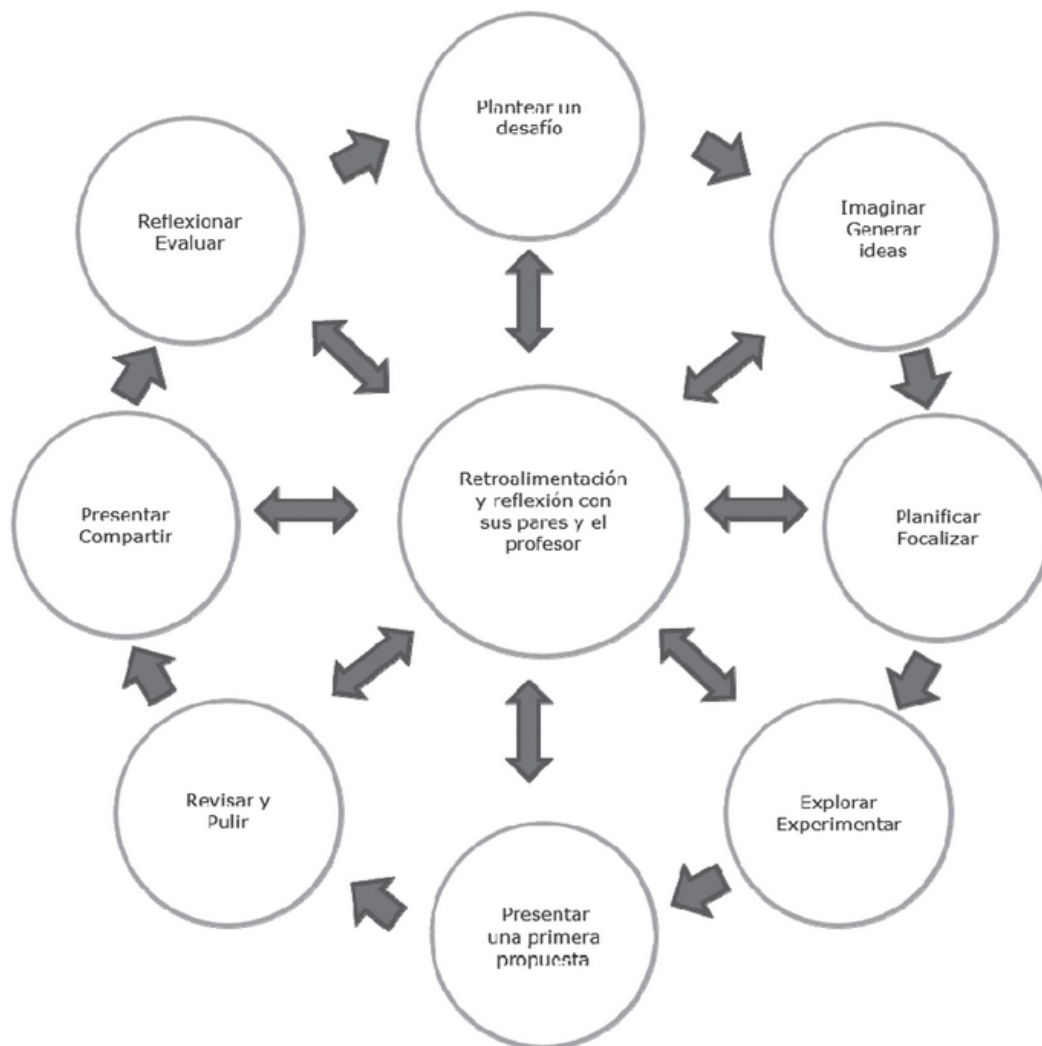 Plantear un
desafío
Imaginar
Generar
ideas
Planificar
Focalizar
Explorar
Experimentar
Presentar
una primera
propuesta
Revisar y
Pulir
Presentar
Compartir
Reflexionar
Evaluar
Retroalimentación
y reflexión con
sus pares y el
profesor